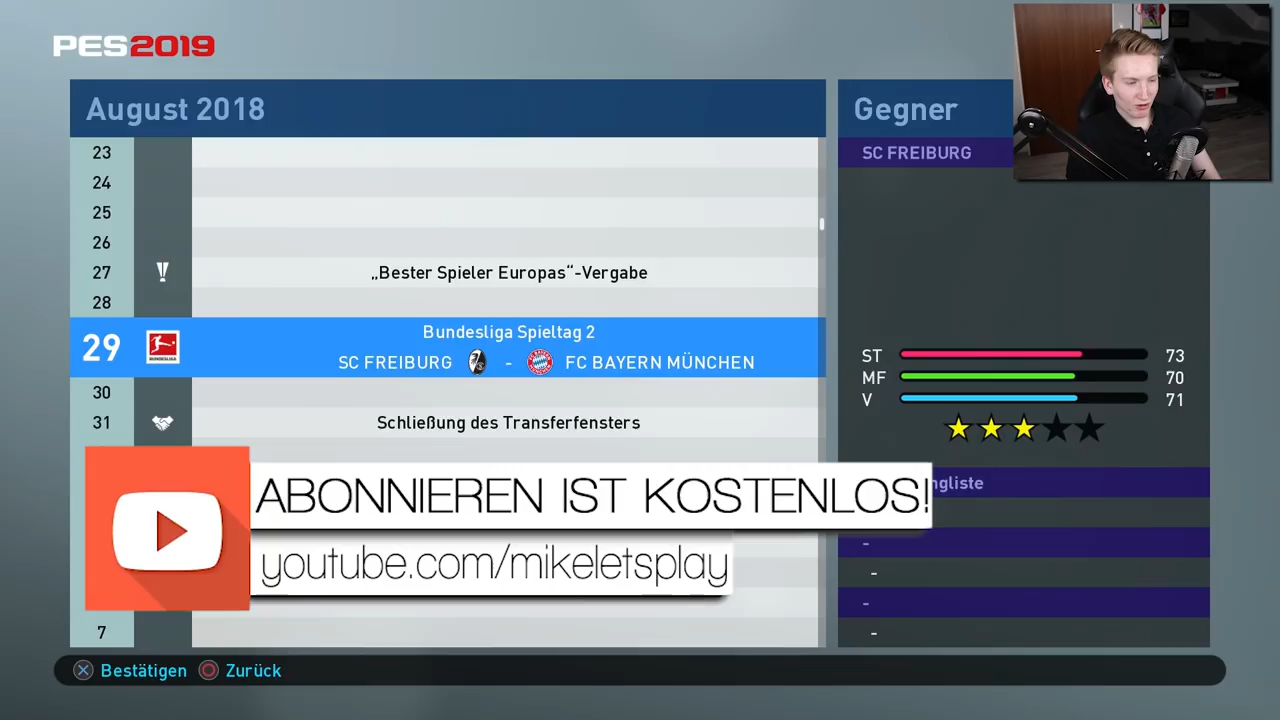 PES2019
August 2018
Gegner
SC FREIBURG
23
24
25
26
27 „Bester Spieler Europas“-Vergabe
28
29 BUNDESLIGA Bundesliga Spieltag 2
SC FREIBURG - FC BAYERN MÜNCHEN
30
31 Schließung des Transferfensters
7
ST 73
MF 70
V 71
ngliste
-
-
-
-
ABONNIEREN IST KOSTENLOS!
youtube.com/mikeletsplay
Bestätigen Zurück